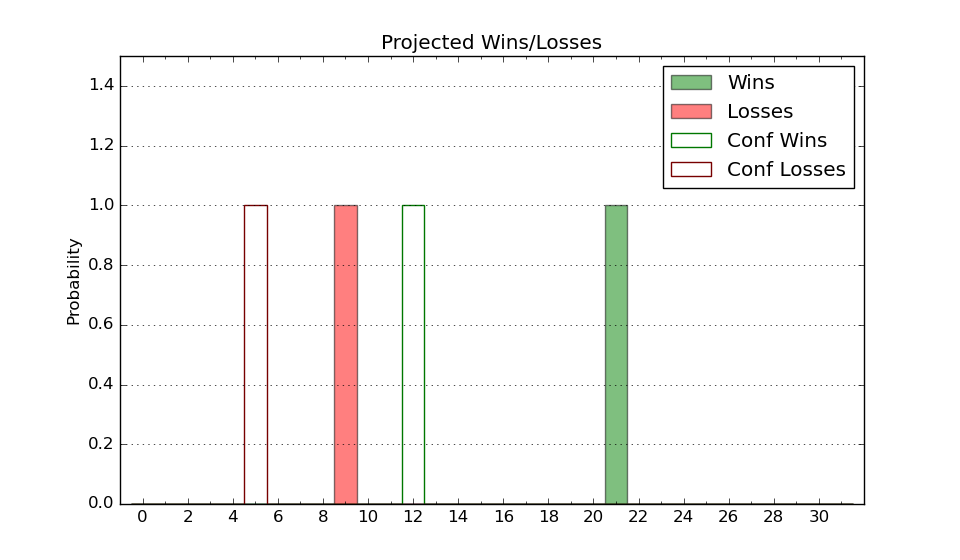 Projected Wins/Losses
Wins
Losses
Conf Wins
Conf Losses
Probability
1.4
1.2
1.0
0.8
0.6
0.4
0.2
0.0
0 2 4 6 8 10 12 14 16 18 20 22 24 26 28 30